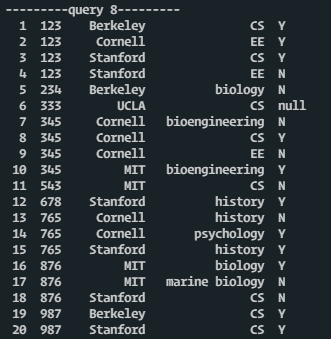 ---------query 8---------
1 123 Berkeley CS Y
2 123 Cornell EE Y
3 123 Stanford CS Y
4 123 Stanford EE N
5 234 Berkeley biology N
6 333 UCLA CS null
7 345 Cornell bioengineering N
8 345 Cornell CS Y
9 345 Cornell EE N
10 345 MIT bioengineering Y
11 543 MIT CS N
12 678 Stanford history Y
13 765 Cornell history N
14 765 Cornell psychology Y
15 765 Stanford history Y
16 876 MIT biology Y
17 876 MIT marine biology N
18 876 Stanford CS N
19 987 Berkeley CS Y
20 987 Stanford CS Y